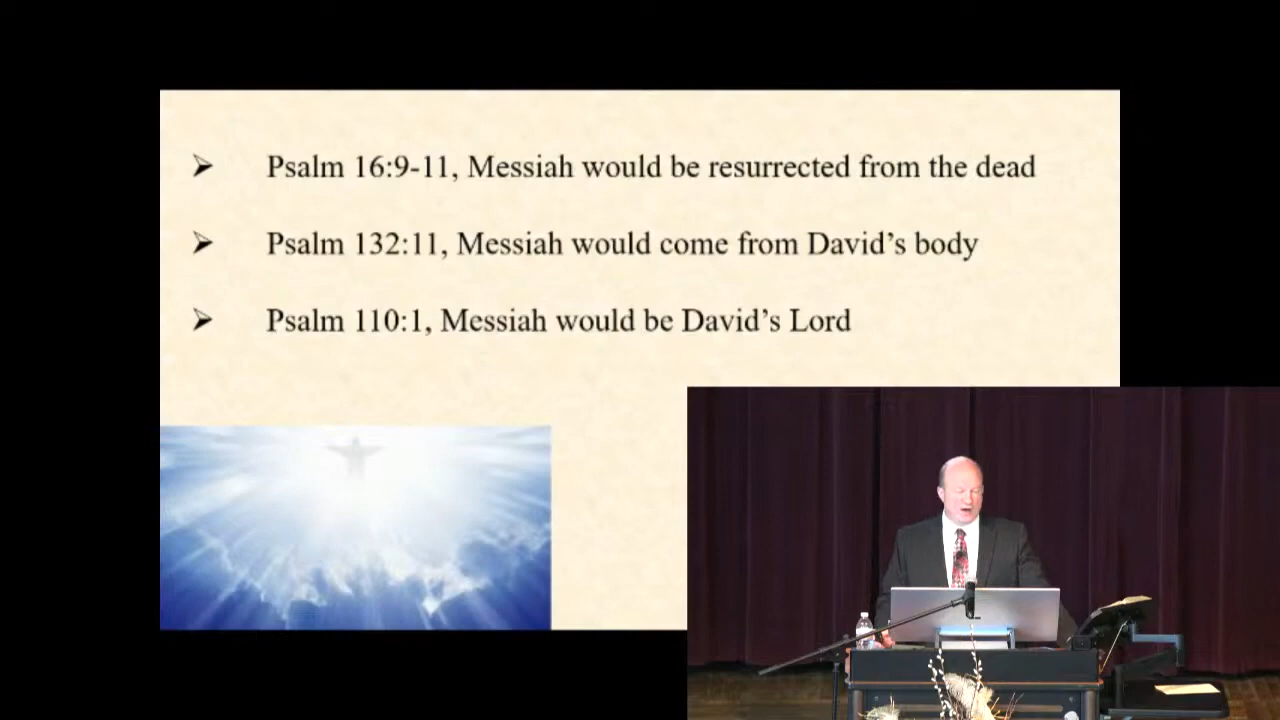 ➢ Psalm 16:9-11, Messiah would be resurrected from the dead
➢ Psalm 132:11, Messiah would come from David’s body
➢ Psalm 110:1, Messiah would be David’s Lord